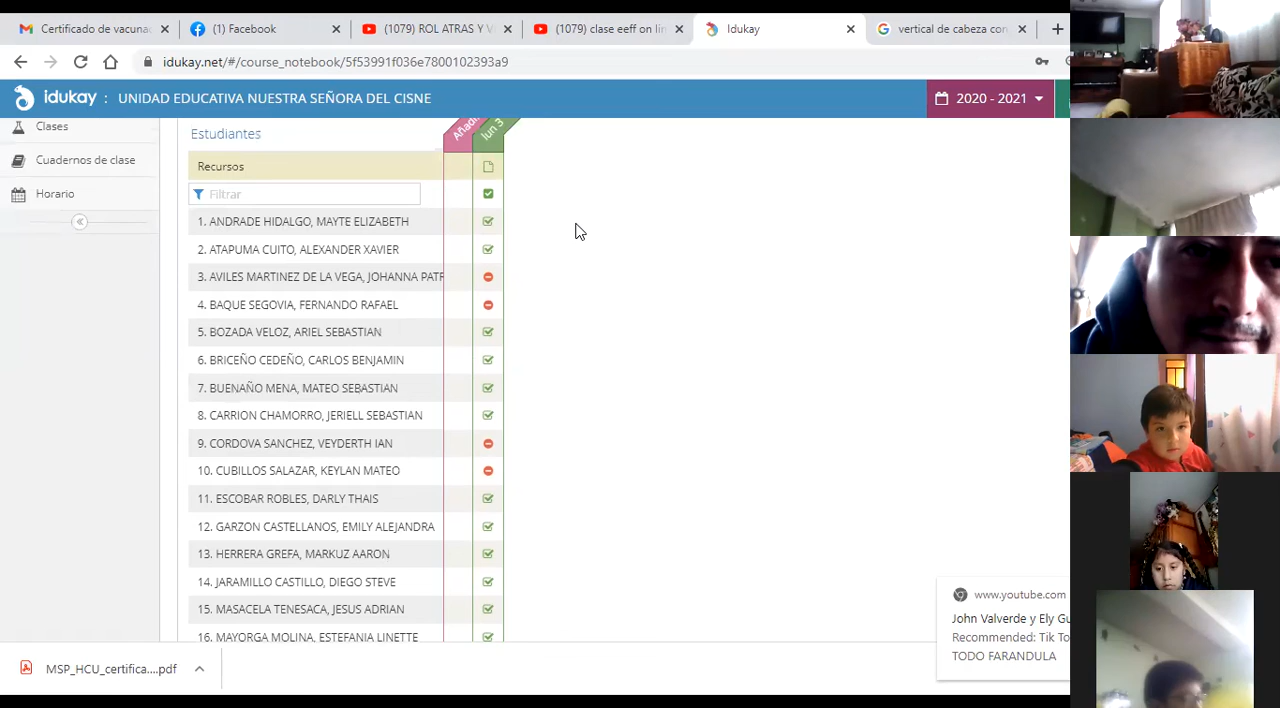 Certificado de vacunac
(1) Facebook
(1079) ROL ATRAS Y V
(1079) clase eeff on lin
Idukay
vertical de cabeza con
idukay.net/#/course_notebook/
idukay : UNIDAD EDUCATIVA NUESTRA SEÑORA DEL CISNE
2020 - 2021
Clases
Cuadernos de clase
Horario
Estudiantes
Añadi
lun 3
Recursos
Filtrar
1. ANDRADE HIDALGO, MAYTE ELIZABETH
2. ATAPUMA CUITO, ALEXANDER XAVIER
3. AVILES MARTINEZ DE LA VEGA, JOHANNA PATR
4. BAQUE SEGOVIA, FERNANDO RAFAEL
5. BOZADA VELOZ, ARIEL SEBASTIAN
6. BRICEÑO CEDEÑO, CARLOS BENJAMIN
7. BUENAÑO MENA, MATEO SEBASTIAN
8. CARRION CHAMORRO, JERIELL SEBASTIAN
9. CORDOVA SANCHEZ, VEYDERTH IAN
10. CUBILLOS SALAZAR, KEYLAN MATEO
11. ESCOBAR ROBLES, DARLY THAIS
12. GARZON CASTELLANOS, EMILY ALEJANDRA
13. HERRERA GREFA, MARKUZ AARON
14. JARAMILLO CASTILLO, DIEGO STEVE
15. MASACELA TENESACA, JESUS ADRIAN
16. MAYORGA MOLINA, ESTEFANIA LINETTE
www.youtube.com
John Valverde y Ely Gu
Recommended: Tik To
TODO FARANDULA
MSP_HCU_certifica....pdf